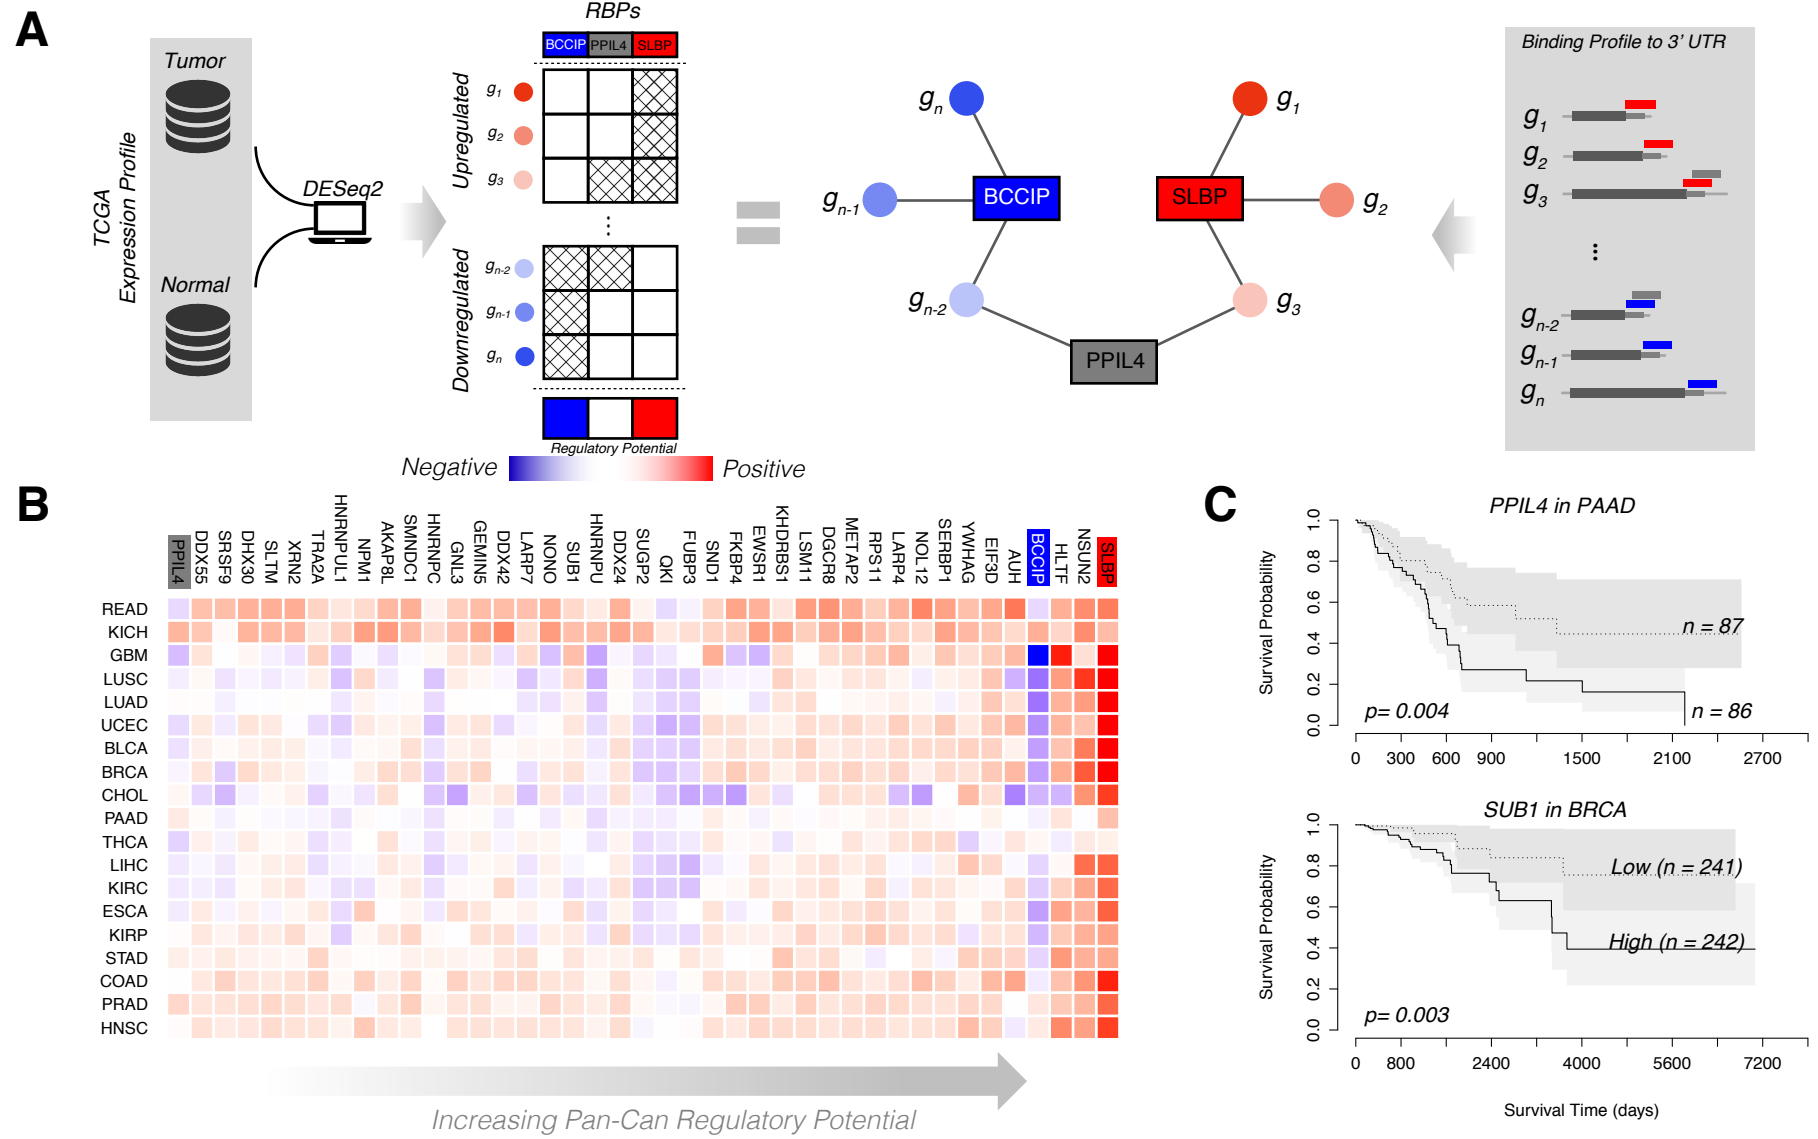 A
Tumor
Normal
TCGA
Expression Profile
DESeq2
RBPs
BCCIP PPIL4 SLBP
Upregulated
g1
g2
g3
⋮
Downregulated
gn-2
gn-1
gn
Regulatory Potential
Negative
Positive
gn
gn-1
gn-2
BCCIP
SLBP
PPIL4
g1
g2
g3
Binding Profile to 3' UTR
g1
g2
g3
⋮
gn-2
gn-1
gn
B
PPIL4
DDX55
SRSF9
DHX30
SLTM
XRN2
TRA2A
HNRNPUL1
NPM1
AKAP8L
SMNDC1
HNRNPC
GNL3
GEMIN5
DDX42
LARP7
NONO
SUB1
HNRNPU
DDX24
SUGP2
QKI
FUBP3
SND1
FKBP4
EWSR1
KHDRBS1
LSM11
DGCR8
METAP2
RPS11
LARP4
NOL12
SERBP1
YWHAG
EIF3D
AUH
BCCIP
HLTF
NSUN2
SLBP
READ
KICH
GBM
LUSC
LUAD
UCEC
BLCA
BRCA
CHOL
PAAD
THCA
LIHC
KIRC
ESCA
KIRP
STAD
COAD
PRAD
HNSC
Increasing Pan-Can Regulatory Potential
C
PPIL4 in PAAD
Survival Probability
1.0
0.8
0.6
0.4
0.2
0.0
n = 87
n = 86
p= 0.004
0 300 600 900 1500 2100 2700
SUB1 in BRCA
Survival Probability
1.0
0.8
0.6
0.4
0.2
0.0
Low (n = 241)
High (n = 242)
p= 0.003
0 800 2400 4000 5600 7200
Survival Time (days)